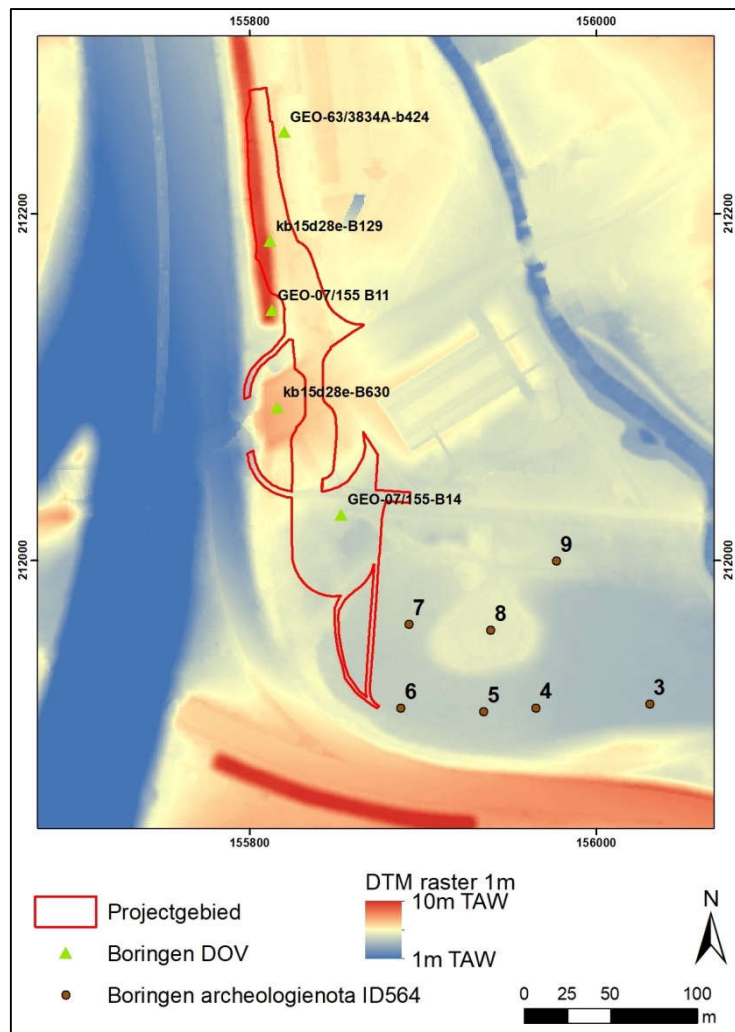 155800
156000
212200
212000
GEO-63/3834A-b424
kb15d28e-B129
GEO-07/155 B11
kb15d28e-B630
GEO-07/155-B14
9
7
8
6
5
4
3
155800
156000
Projectgebied
Boringen DOV
Boringen archeologienota ID564
DTM raster 1m
10m TAW
1m TAW
N
0 25 50 100
m